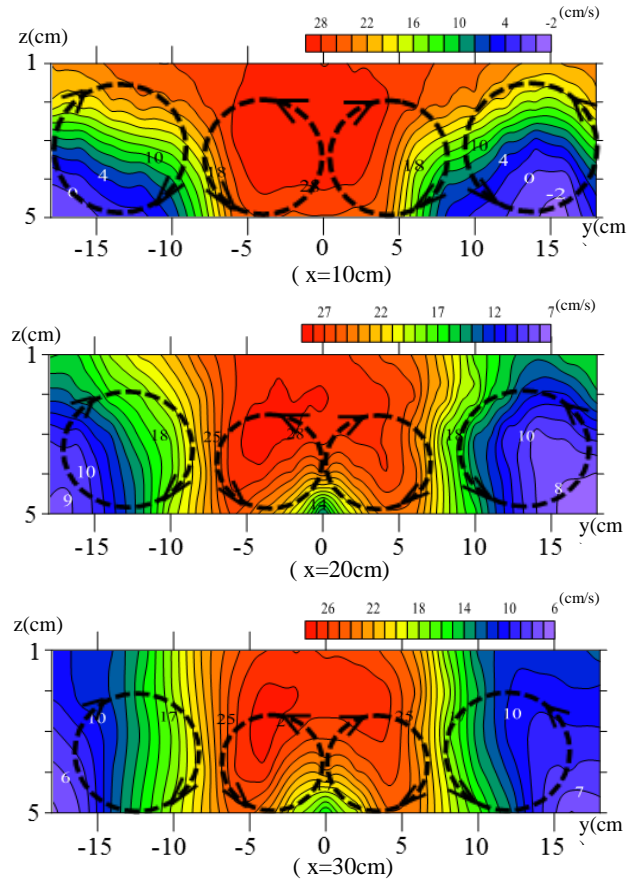 (cm/s)
28 22 16 10 4 -2
z(cm)
1
5
10 4 0 18 18 10 4 0 -2
-15 -10 -5 0 5 10 15 y(cm)
( x=10cm)
(cm/s)
27 22 17 12 7
z(cm)
1
5
18 10 9 25 28 18 10 8
-15 -10 -5 0 5 10 15 y(cm
( x=20cm)
(cm/s)
26 22 18 14 10 6
z(cm)
1
5
10 17 6 25 25 10 7
-15 -10 -5 0 5 10 15 y(cm
( x=30cm)